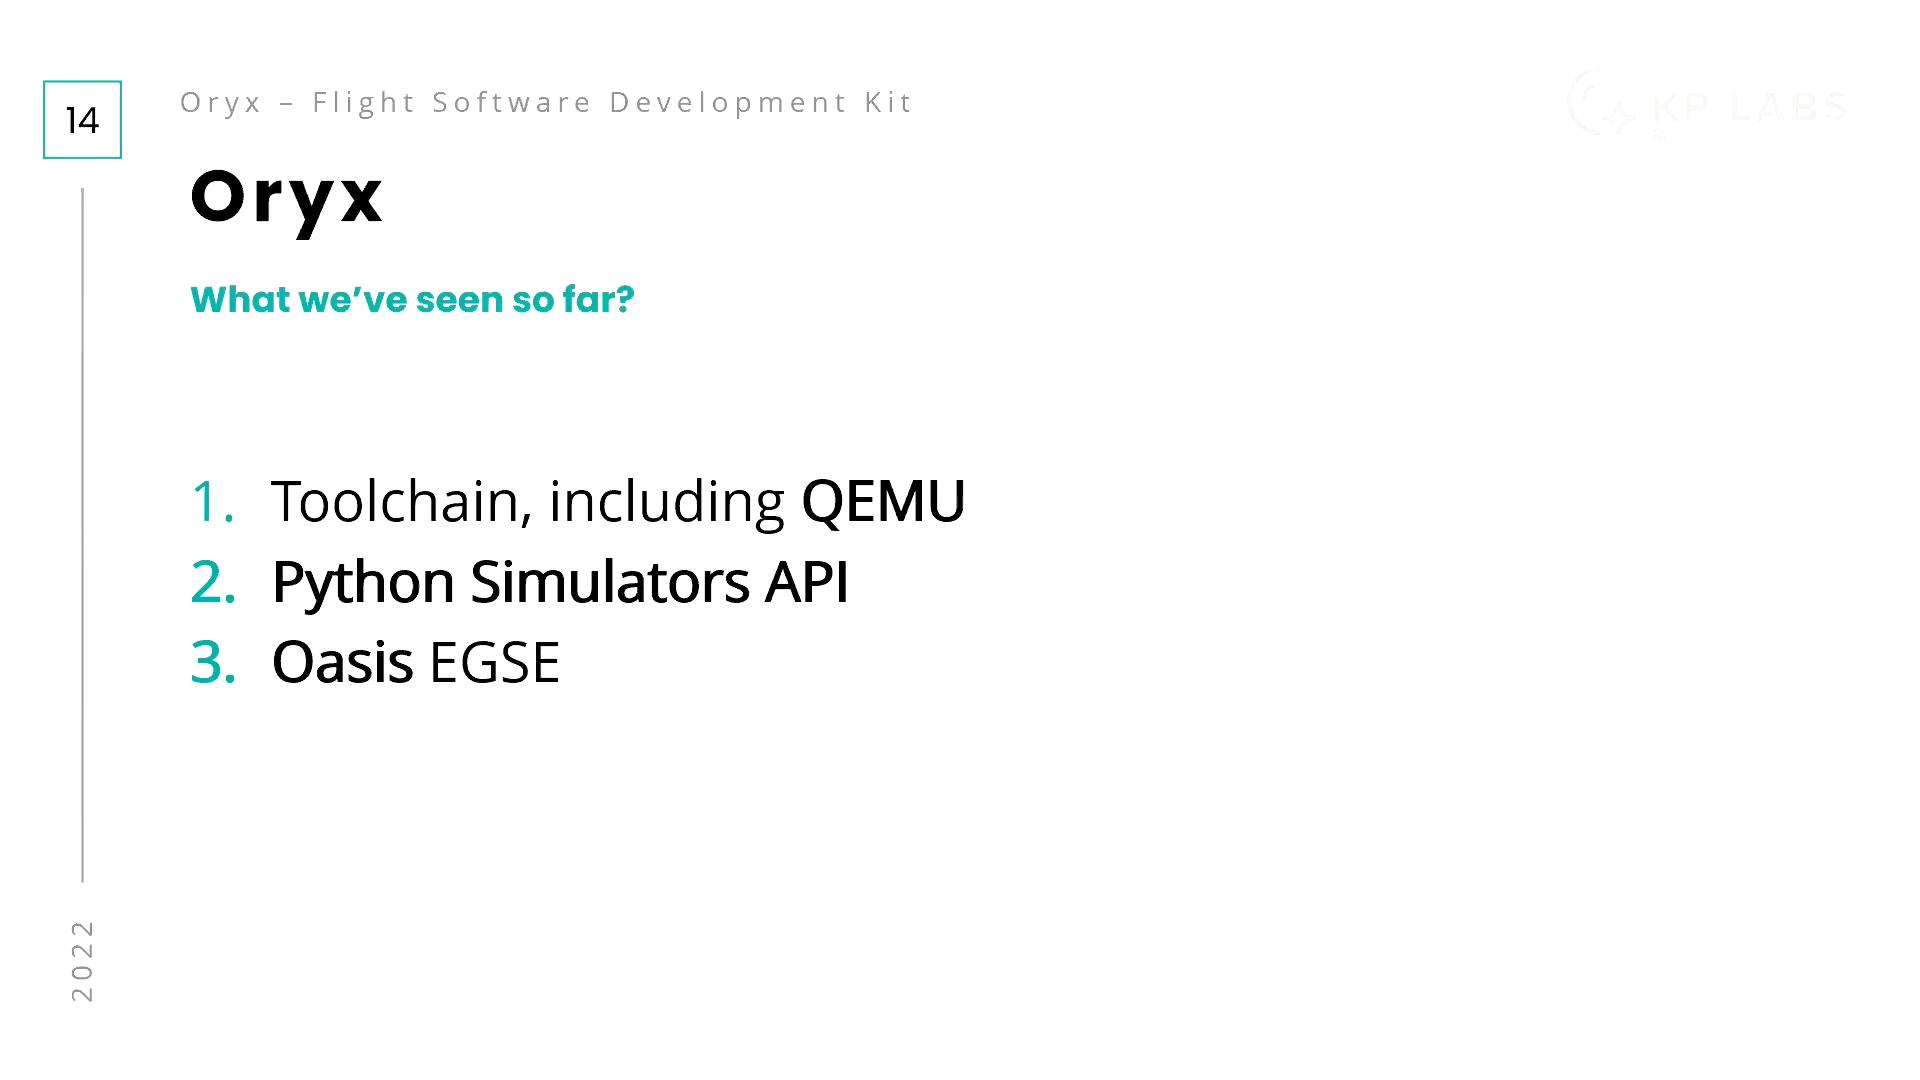 14
Oryx – Flight Software Development Kit
KP LABS
Oryx
What we’ve seen so far?
1. Toolchain, including QEMU
2. Python Simulators API
3. Oasis EGSE
2022